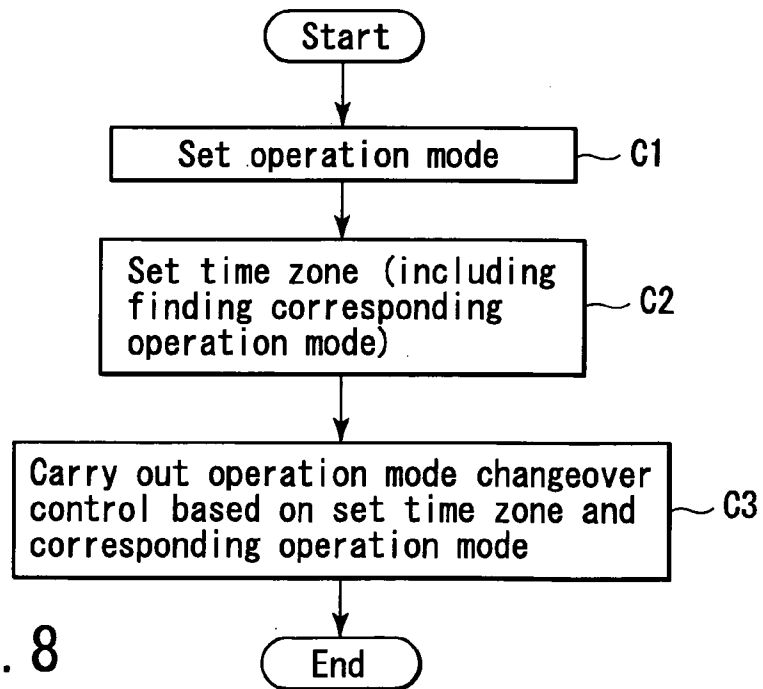 Start
Set operation mode
C1
Set time zone (including
finding corresponding
operation mode)
C2
Carry out operation mode changeover
control based on set time zone and
corresponding operation mode
C3
. 8
End